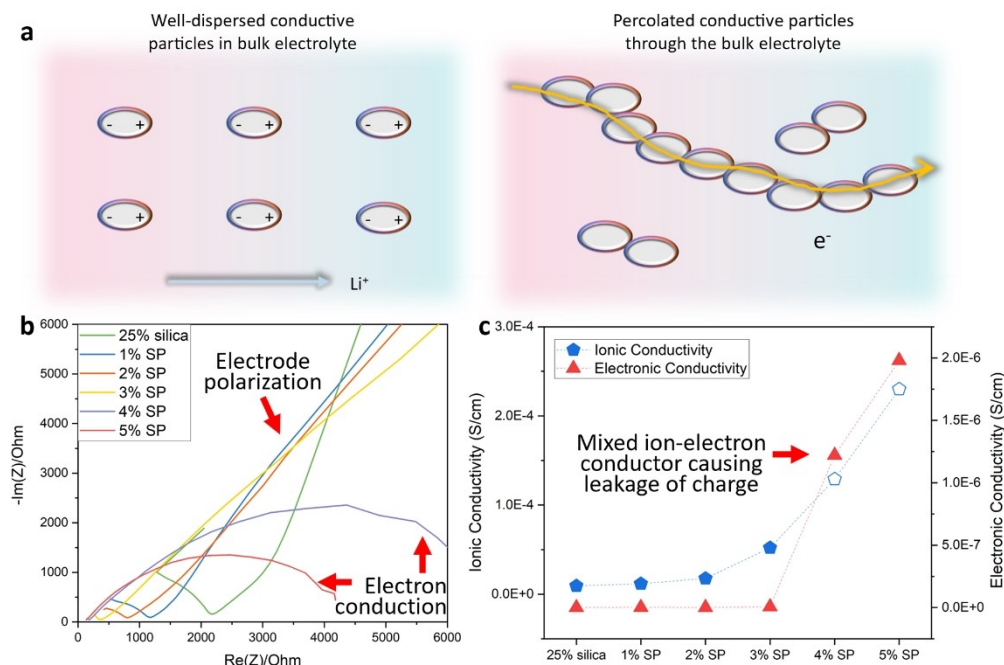 a
Well-dispersed conductive
particles in bulk electrolyte
Percolated conductive particles
through the bulk electrolyte
- +
- +
- +
- +
- +
- +
Li⁺
e⁻
b
6000
5000
4000
3000
2000
1000
0
-Im(Z)/Ohm
25% silica
1% SP
2% SP
3% SP
4% SP
5% SP
Electrode
polarization
Electron
conduction
0 1000 2000 3000 4000 5000 6000
Re(Z)/Ohm
c
3.0E-4
2.0E-4
1.0E-4
0.0E+0
Ionic Conductivity (S/cm)
Ionic Conductivity
Electronic Conductivity
Mixed ion-electron
conductor causing
leakage of charge
2.0E-6
1.5E-6
1.0E-6
5.0E-7
0.0E+0
Electronic Conductivity (S/cm)
25% silica 1% SP 2% SP 3% SP 4% SP 5% SP